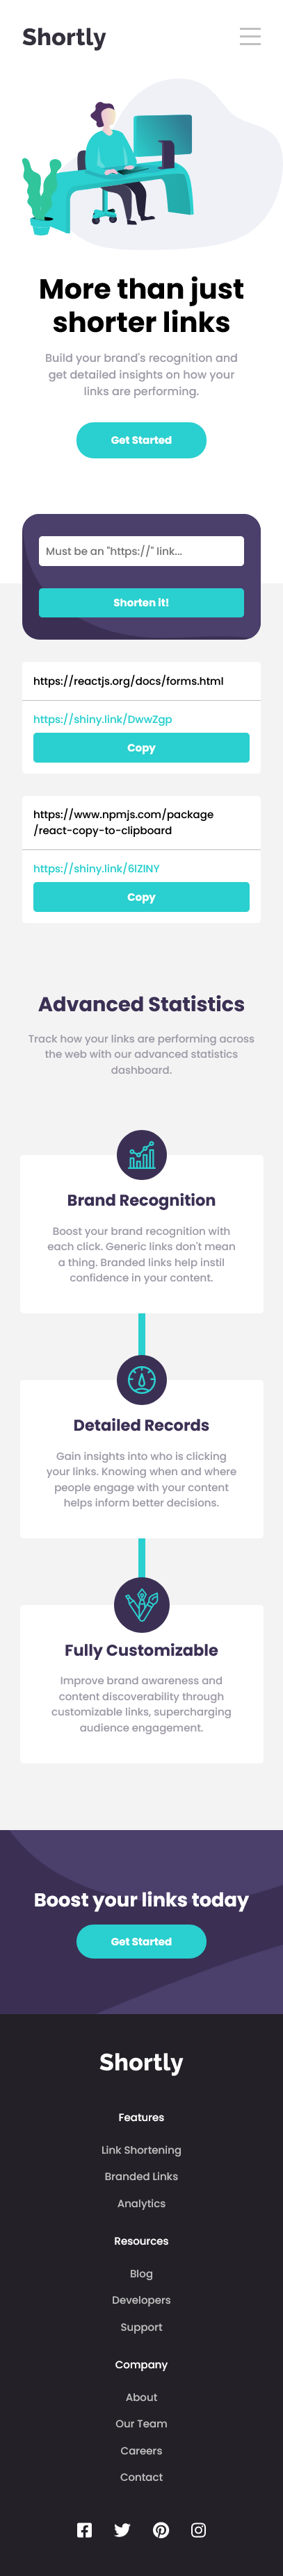 Shortly
More than just
shorter links
Build your brand's recognition and
get detailed insights on how your
links are performing.
Get Started
Must be an "https://" link...
Shorten it!
https://reactjs.org/docs/forms.html
https://shiny.link/DwwZgp
Copy
https://www.npmjs.com/package
/react-copy-to-clipboard
https://shiny.link/6lZlNY
Copy
Advanced Statistics
Track how your links are performing across
the web with our advanced statistics
dashboard.
Brand Recognition
Boost your brand recognition with
each click. Generic links don't mean
a thing. Branded links help instil
confidence in your content.
Detailed Records
Gain insights into who is clicking
your links. Knowing when and where
people engage with your content
helps inform better decisions.
Fully Customizable
Improve brand awareness and
content discoverability through
customizable links, supercharging
audience engagement.
Boost your links today
Get Started
Shortly
Features
Link Shortening
Branded Links
Analytics
Resources
Blog
Developers
Support
Company
About
Our Team
Careers
Contact